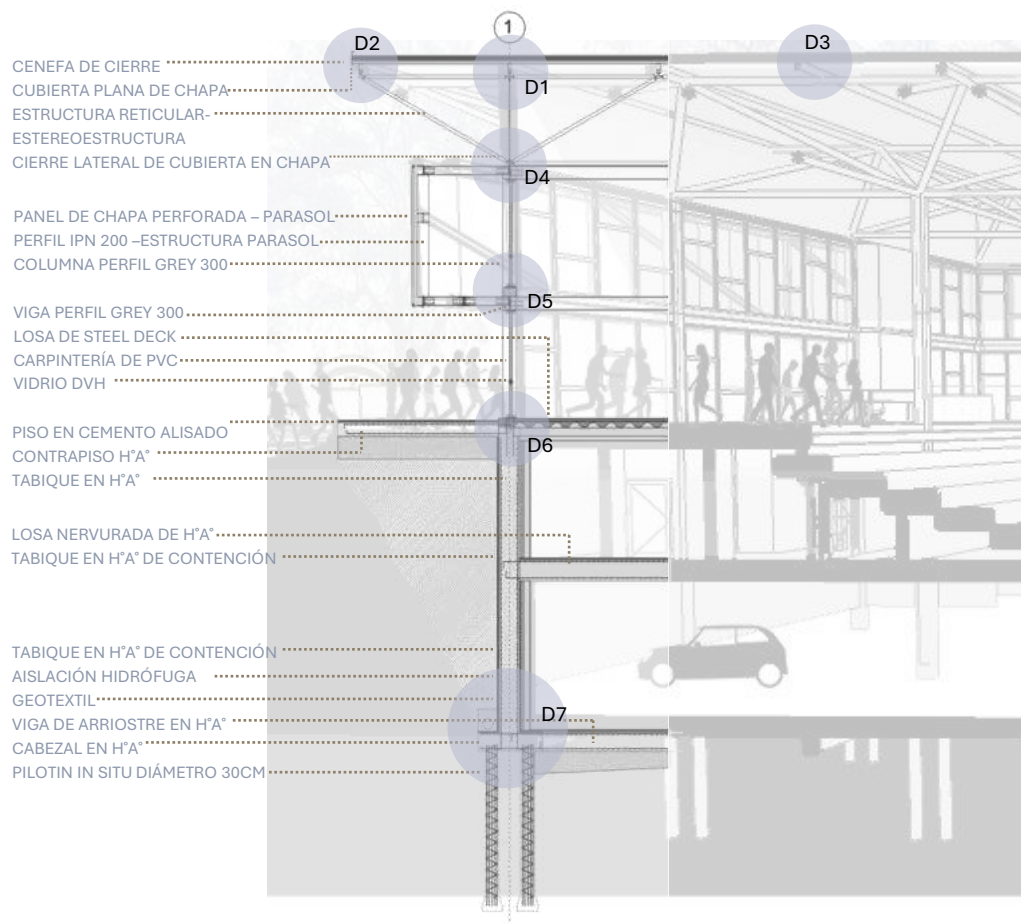 1
D2
D3
CENEFA DE CIERRE
CUBIERTA PLANA DE CHAPA
D1
ESTRUCTURA RETICULAR-
ESTEREOESTRUCTURA
CIERRE LATERAL DE CUBIERTA EN CHAPA
D4
PANEL DE CHAPA PERFORADA – PARASOL
PERFIL IPN 200 –ESTRUCTURA PARASOL
COLUMNA PERFIL GREY 300
D5
VIGA PERFIL GREY 300
LOSA DE STEEL DECK
CARPINTERÍA DE PVC
VIDRIO DVH
PISO EN CEMENTO ALISADO
D6
CONTRAPISO H°A°
TABIQUE EN H°A°
LOSA NERVURADA DE H°A°
TABIQUE EN H°A° DE CONTENCIÓN
TABIQUE EN H°A° DE CONTENCIÓN
AISLACIÓN HIDRÓFUGA
GEOTEXTIL
D7
VIGA DE ARRIOSTRE EN H°A°
CABEZAL EN H°A°
PILOTIN IN SITU DIÁMETRO 30CM